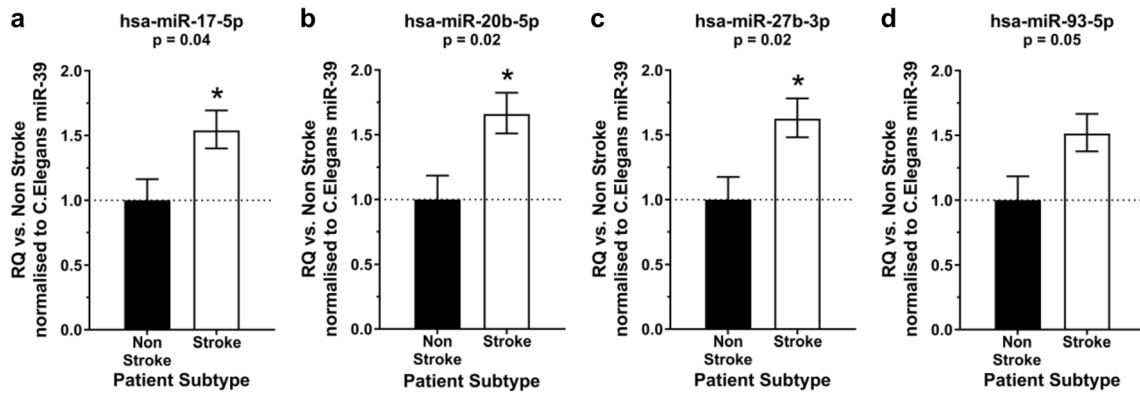 a
hsa-miR-17-5p
p = 0.04
RQ vs. Non Stroke
normalised to C.Elegans miR-39
2.0
1.5
1.0
0.5
0.0
*
Non
Stroke
Stroke
Patient Subtype
b
hsa-miR-20b-5p
p = 0.02
RQ vs. Non Stroke
normalised to C.Elegans miR-39
2.0
1.5
1.0
0.5
0.0
*
Non
Stroke
Stroke
Patient Subtype
c
hsa-miR-27b-3p
p = 0.02
RQ vs. Non Stroke
normalised to C.Elegans miR-39
2.0
1.5
1.0
0.5
0.0
*
Non
Stroke
Stroke
Patient Subtype
d
hsa-miR-93-5p
p = 0.05
RQ vs. Non Stroke
normalised to C.Elegans miR-39
2.0
1.5
1.0
0.5
0.0
Non
Stroke
Stroke
Patient Subtype